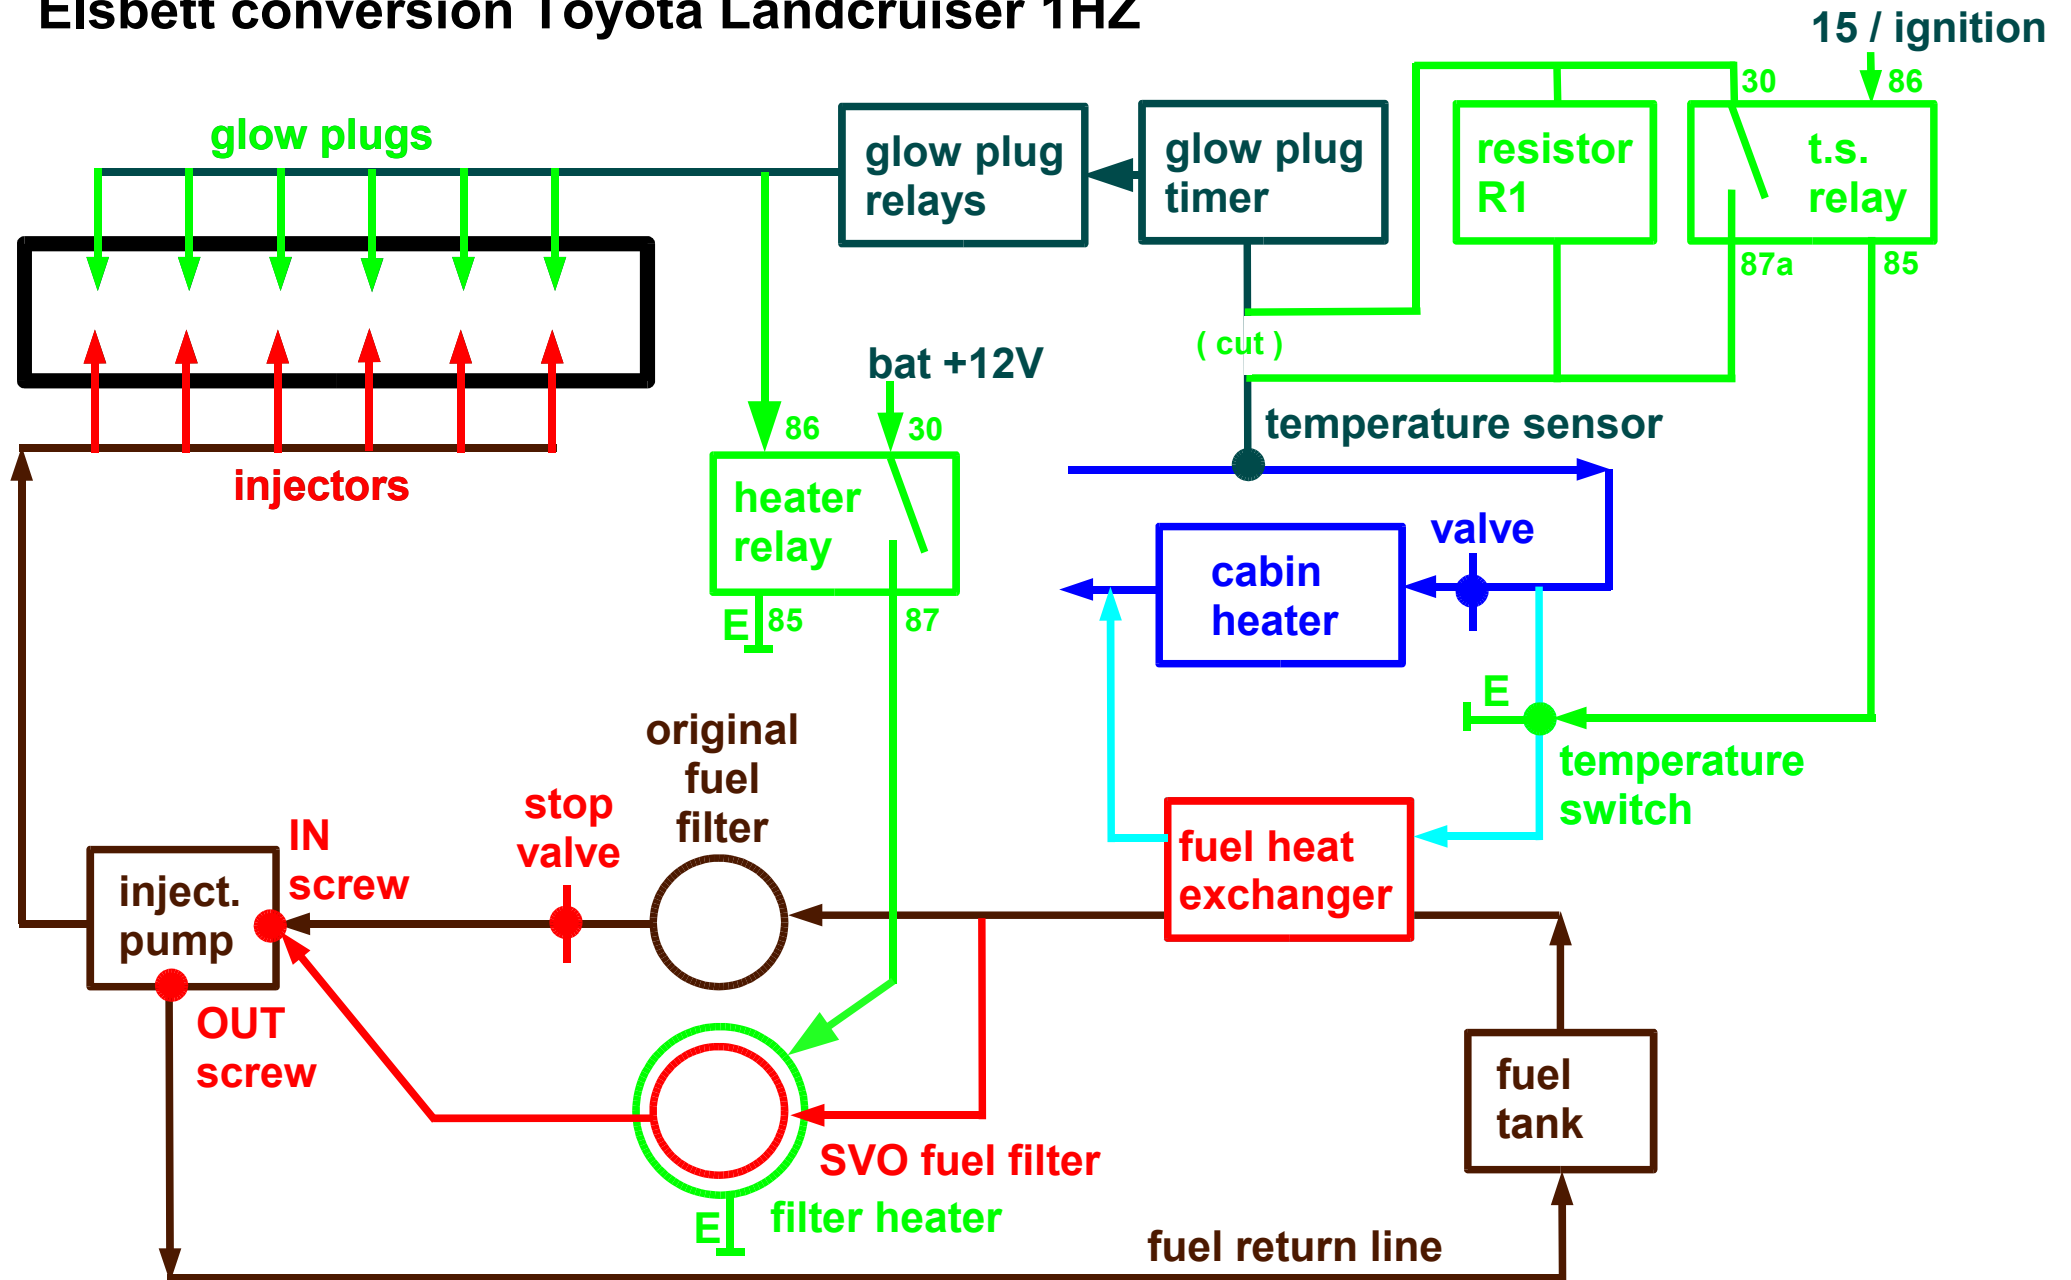 Elsbett conversion Toyota Landcruiser 1HZ
15 / ignition
30
86
glow plugs
glow plug
relays
glow plug
timer
resistor
R1
t.s.
relay
87a
85
( cut )
bat +12V
86
30
temperature sensor
injectors
heater
relay
valve
cabin
heater
E
85
87
E
original
fuel
filter
temperature
switch
stop
valve
IN
screw
fuel heat
exchanger
inject.
pump
OUT
screw
fuel
tank
SVO fuel filter
E
filter heater
fuel return line